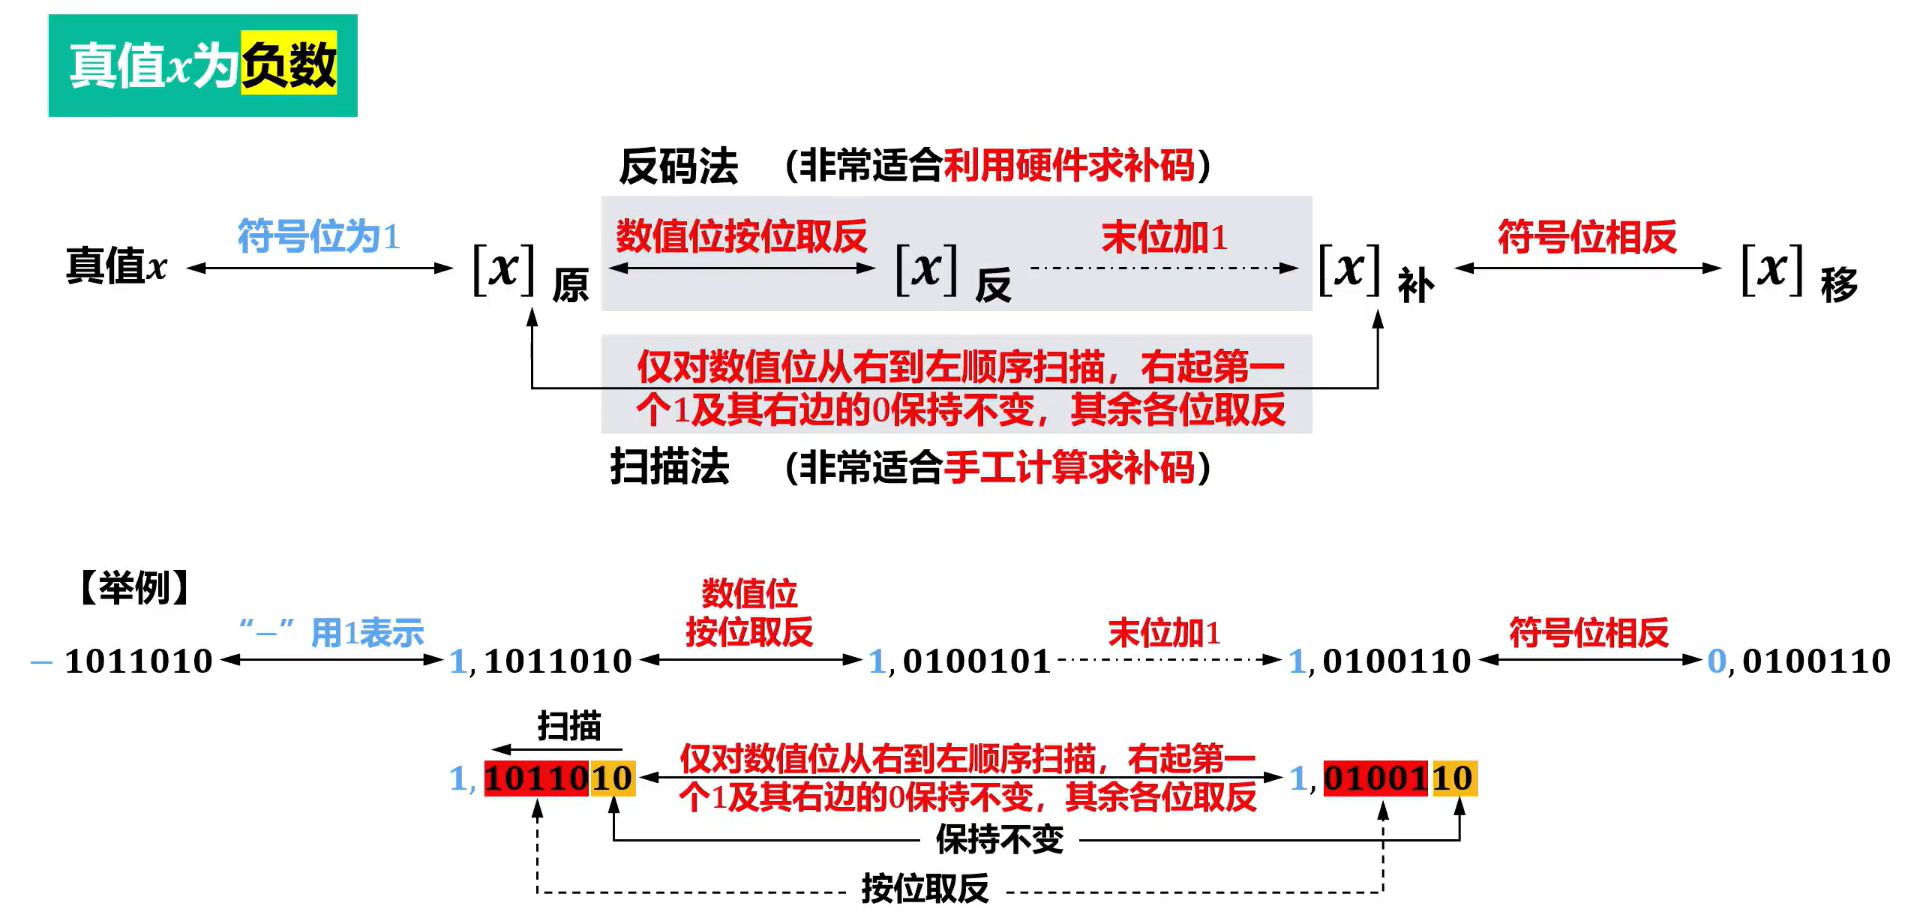 真值x为负数
反码法 （非常适合利用硬件求补码）
真值x 符号位为1 [x]原 数值位按位取反 [x]反 末位加1 [x]补 符号位相反 [x]移
仅对数值位从右到左顺序扫描，右起第一
个1及其右边的0保持不变，其余各位取反
扫描法 （非常适合手工计算求补码）
【举例】
数值位
“−”用1表示 按位取反 末位加1 符号位相反
− 1011010 1,1011010 1,0100101 1,0100110 0,0100110
扫描
仅对数值位从右到左顺序扫描，右起第一
1,1011010 1,0100110
个1及其右边的0保持不变，其余各位取反
保持不变
按位取反